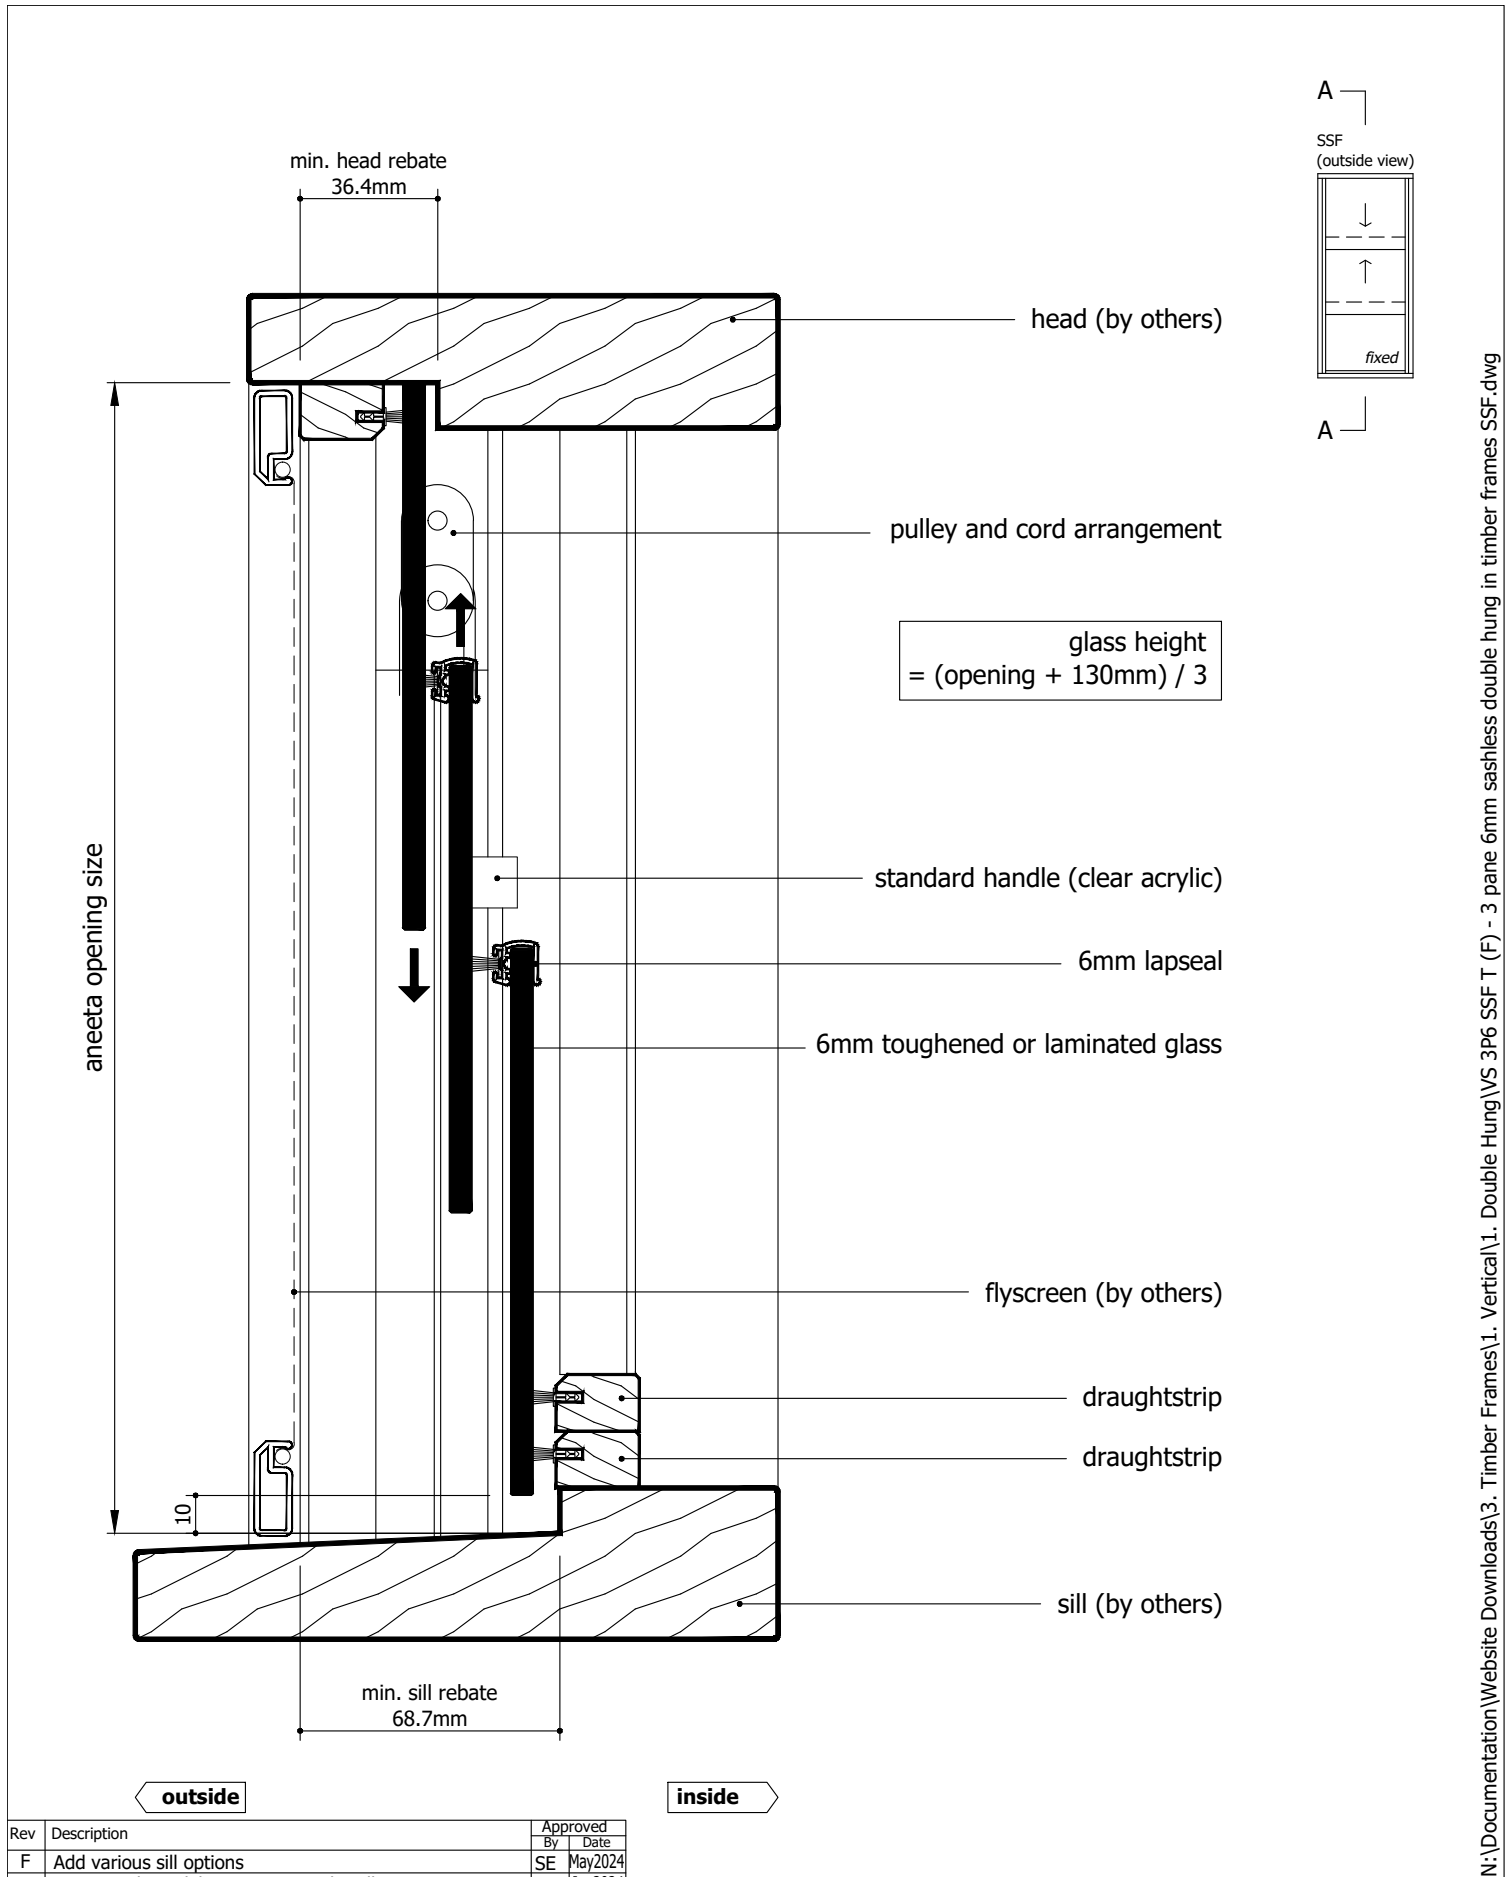 A
SSF
(outside view)
fixed
A
min. head rebate
36.4mm
head (by others)
pulley and cord arrangement
glass height
= (opening + 130mm) / 3
standard handle (clear acrylic)
6mm lapseal
6mm toughened or laminated glass
aneeta opening size
flyscreen (by others)
draughtstrip
draughtstrip
10
sill (by others)
min. sill rebate
68.7mm
outside
inside
Rev Description Approved
By Date
F Add various sill options SE May2024
N:\Documentation\Website Downloads\3. Timber Frames\1. Vertical\1. Double Hung\VS 3P6 SSF T (F) - 3 pane 6mm sashless double hung in timber frames SSF.dwg